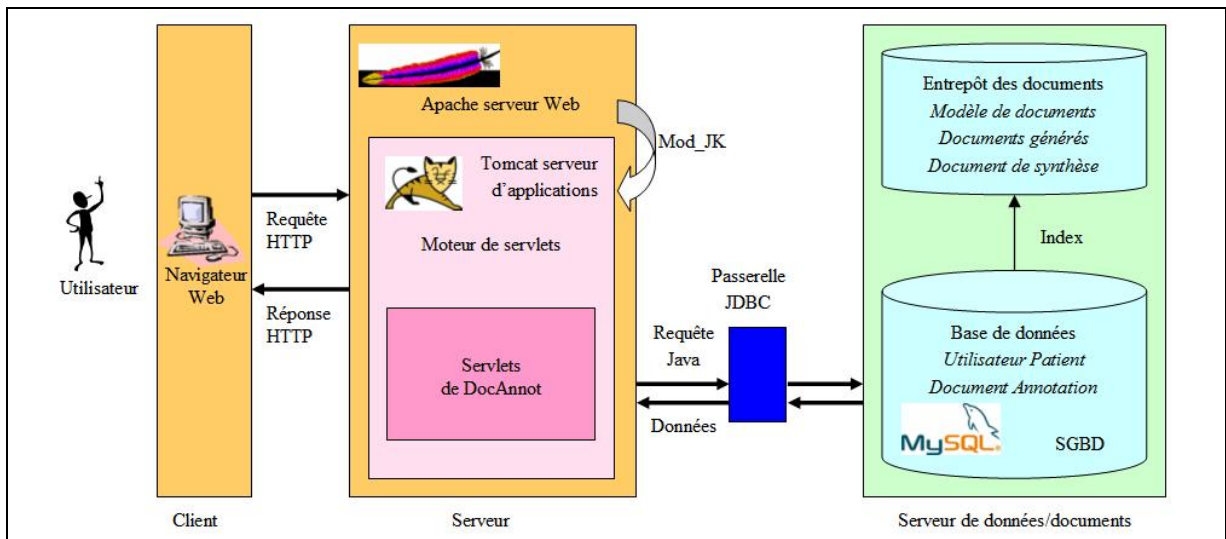 Utilisateur
Navigateur
Web
Client
Requête
HTTP
Réponse
HTTP
Apache serveur Web
Mod_JK
Tomcat serveur
d'applications
Moteur de servlets
Servlets
de DocAnnot
Serveur
Passerelle
JDBC
Requête
Java
Données
Entrepôt des documents
Modèle de documents
Documents générés
Document de synthèse
Index
Base de données
Utilisateur Patient
Document Annotation
MySQL
SGBD
Serveur de données/documents